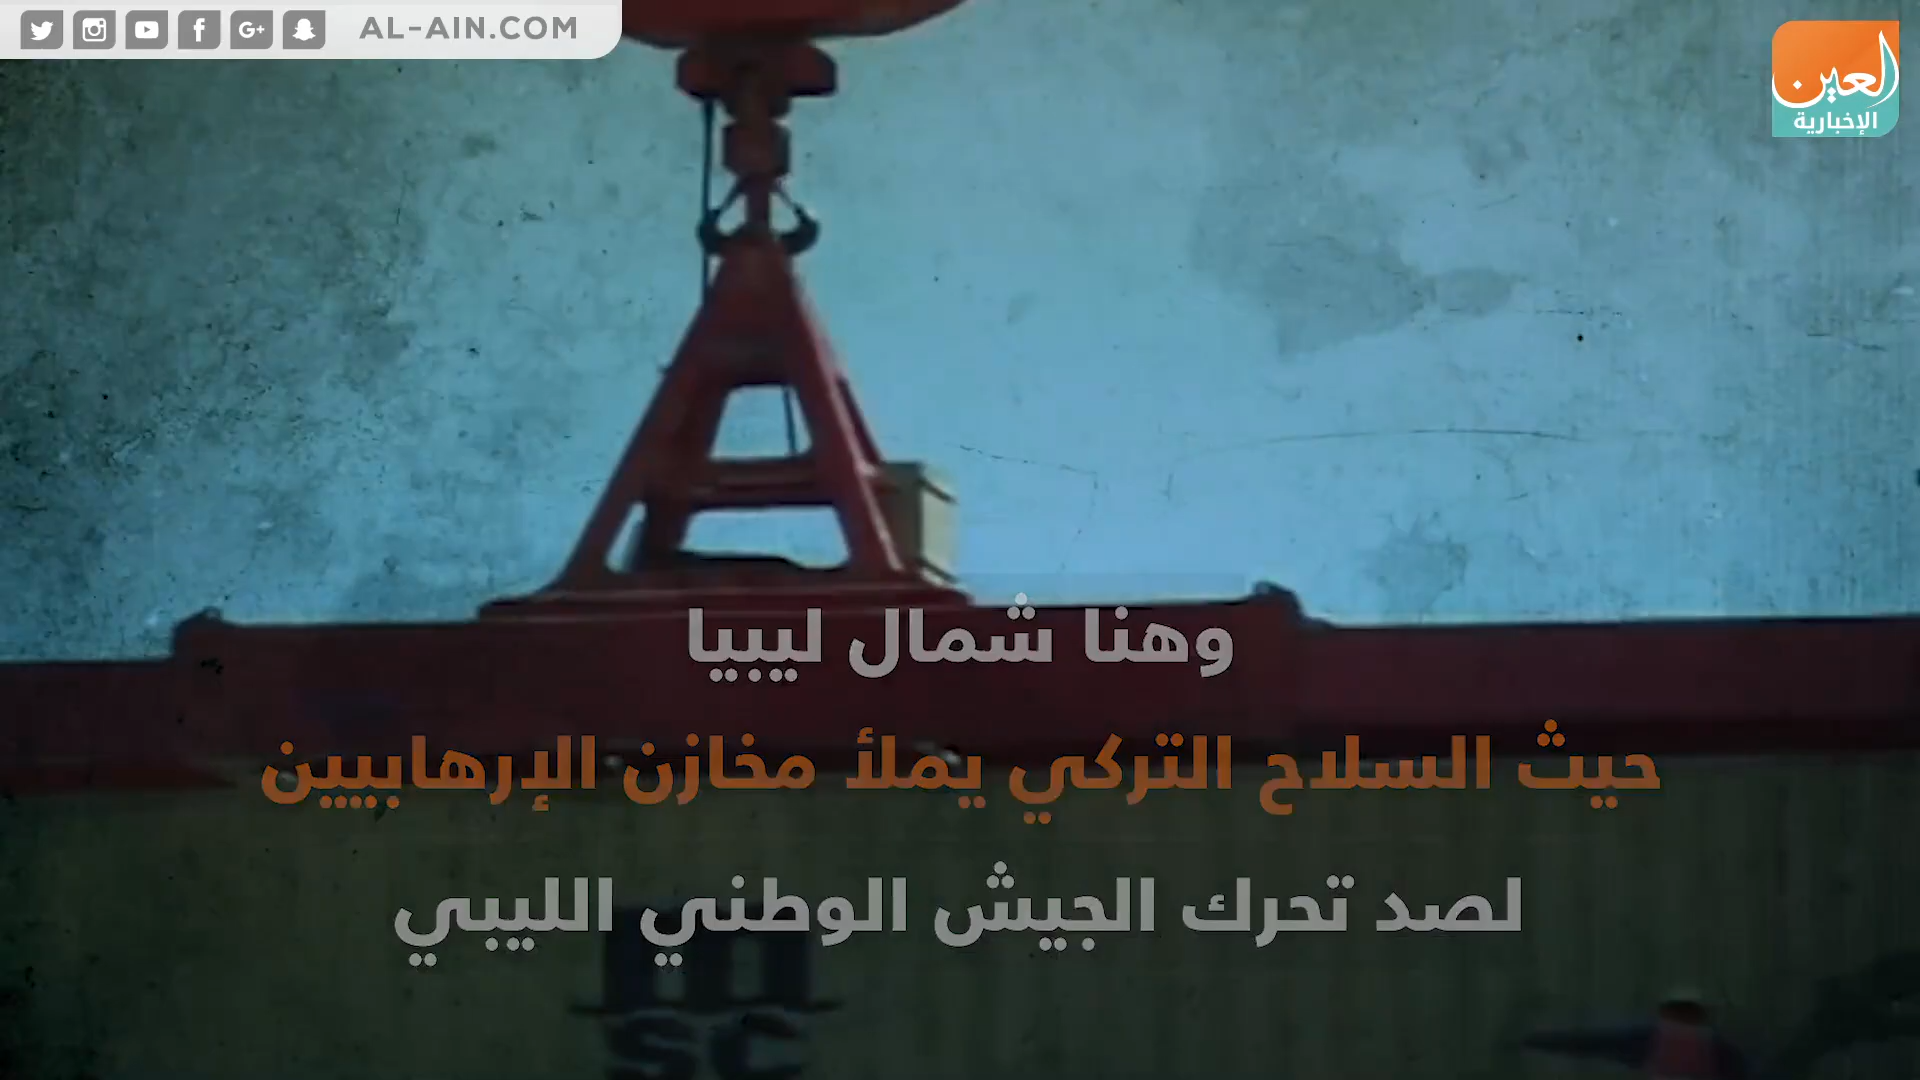 AL-AIN.COM
العين
الإخبارية
وهنا شمال ليبيا
حيث السلاح التركي يملأ مخازن الإرهابيين
لصد تحرك الجيش الوطني الليبي
SC